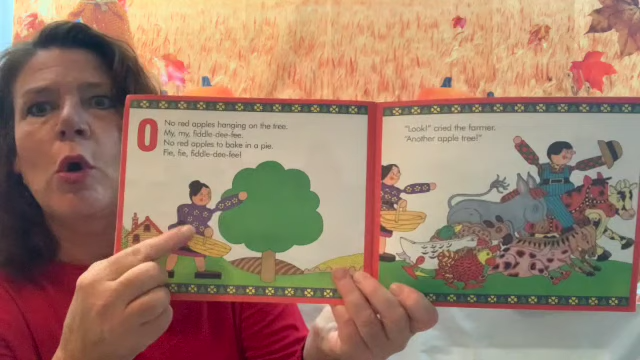 0
No red apples hanging on the tree.
My, my, fiddle-dee-fee.
No red apples to bake in a pie.
Fie, fie, fiddle-dee-fee!
"Look!" cried the farmer.
"Another apple tree!"